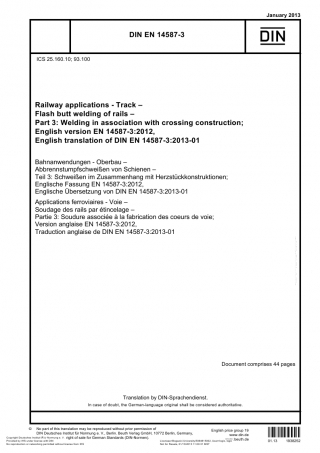 January 2013
DIN EN 14587-3
DIN
ICS 25.160.10; 93.100
Railway applications - Track –
Flash butt welding of rails –
Part 3: Welding in association with crossing construction;
English version EN 14587-3:2012,
English translation of DIN EN 14587-3:2013-01
Bahnanwendungen - Oberbau –
Abbrennstumpfschweißen von Schienen –
Teil 3: Schweißen im Zusammenhang mit Herzstückkonstruktionen;
Englische Fassung EN 14587-3:2012,
Englische Übersetzung von DIN EN 14587-3:2013-01
Applications ferroviaires - Voie –
Soudage des rails par étincelage –
Partie 3: Soudure associée à la fabrication des coeurs de voie;
Version anglaise EN 14587-3:2012,
Traduction anglaise de DIN EN 14587-3:2013-01
Document comprises 44 pages
Translation by DIN-Sprachendienst.
In case of doubt, the German-language original shall be considered authoritative.
No part of this translation may be reproduced without prior permission of
DIN Deutsches Institut für Normung e. V., Berlin. Beuth Verlag GmbH, 10772 Berlin, Germany,
right of sale for German Standards (DIN-Normen).
English price group 19
www.din.de
www.beuth.de